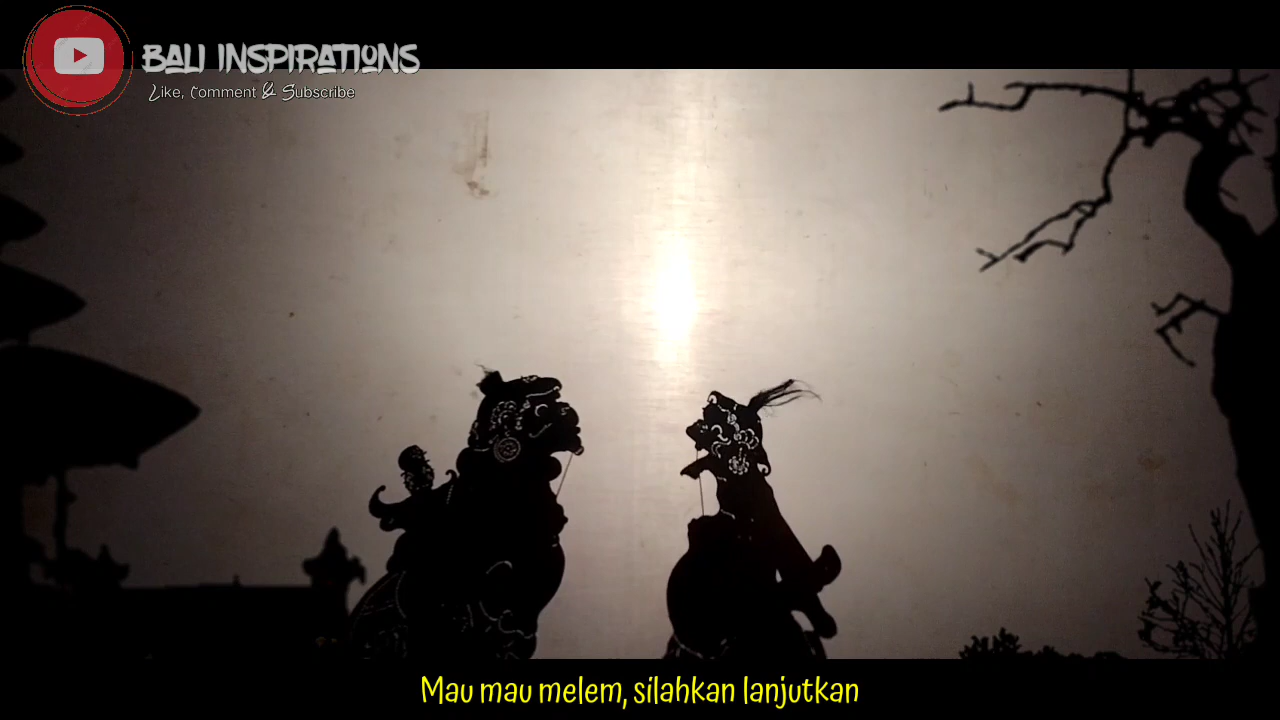 BALI INSPIRATIONS
Like, Comment & Subscribe
Mau mau melem, silahkan lanjutkan